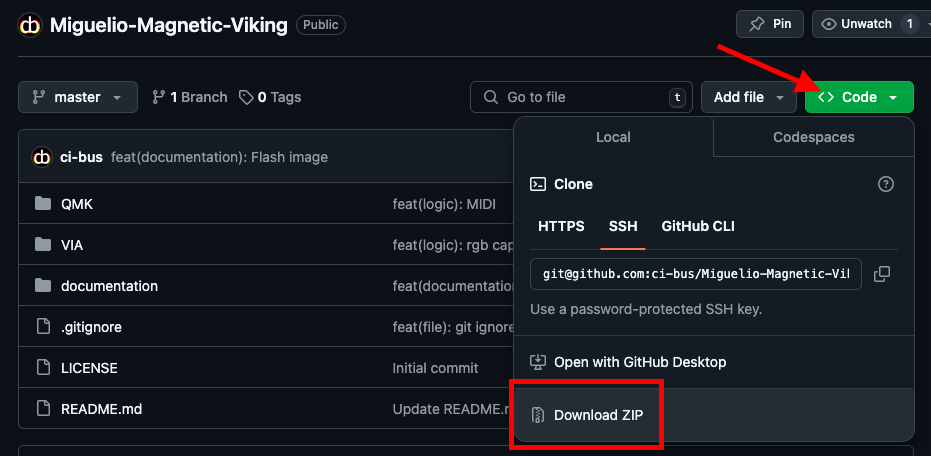 Miguelio-Magnetic-Viking Public Pin Unwatch 1
master 1 Branch 0 Tags Go to file t Add file Code
Local Codespaces
ci-bus feat(documentation): Flash image
Clone
QMK feat(logic): MIDI
HTTPS SSH GitHub CLI
VIA feat(logic): rgb cap
git@github.com:ci-bus/Miguelio-Magnetic-Vik
documentation feat(documentation
Use a password-protected SSH key.
.gitignore feat(file): git ignore
Open with GitHub Desktop
LICENSE Initial commit
README.md Update README.m
Download ZIP